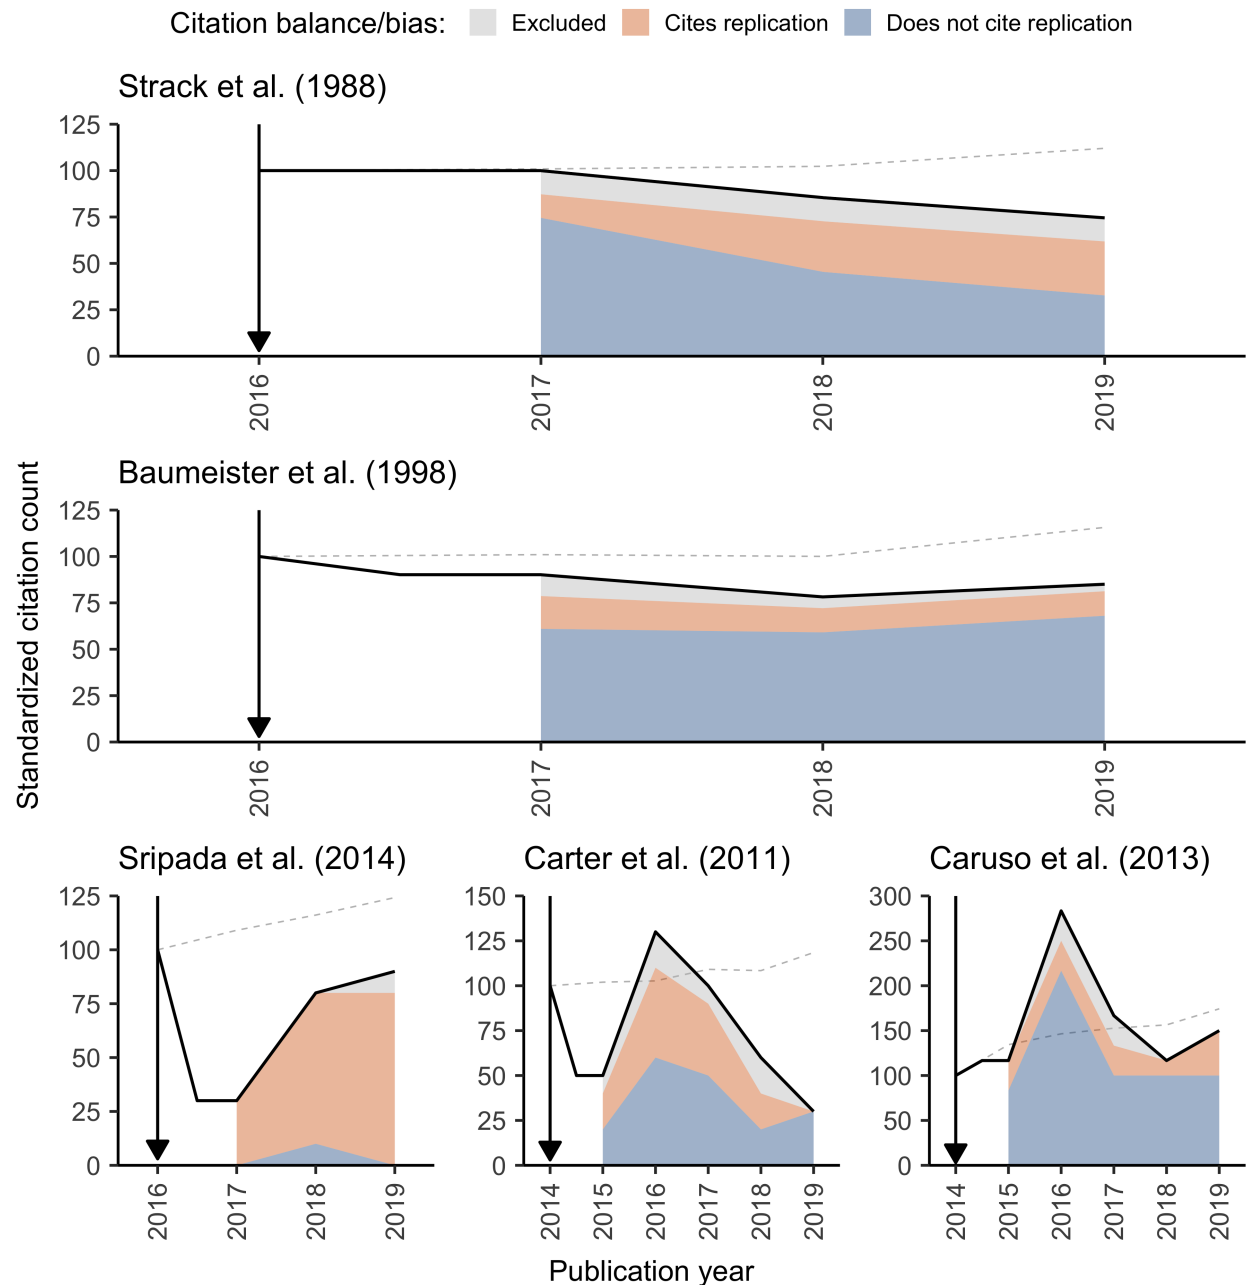 Citation balance/bias: Excluded Cites replication Does not cite replication
Strack et al. (1988)
125
100
75
50
25
0
2016 2017 2018 2019
Standardized citation count
Baumeister et al. (1998)
125
100
75
50
25
0
2016 2017 2018 2019
Sripada et al. (2014)
125
100
75
50
25
0
2016 2017 2018 2019
Carter et al. (2011)
150
125
100
75
50
25
0
2014 2015 2016 2017 2018 2019
Caruso et al. (2013)
300
250
200
150
100
50
0
2014 2015 2016 2017 2018 2019
Publication year